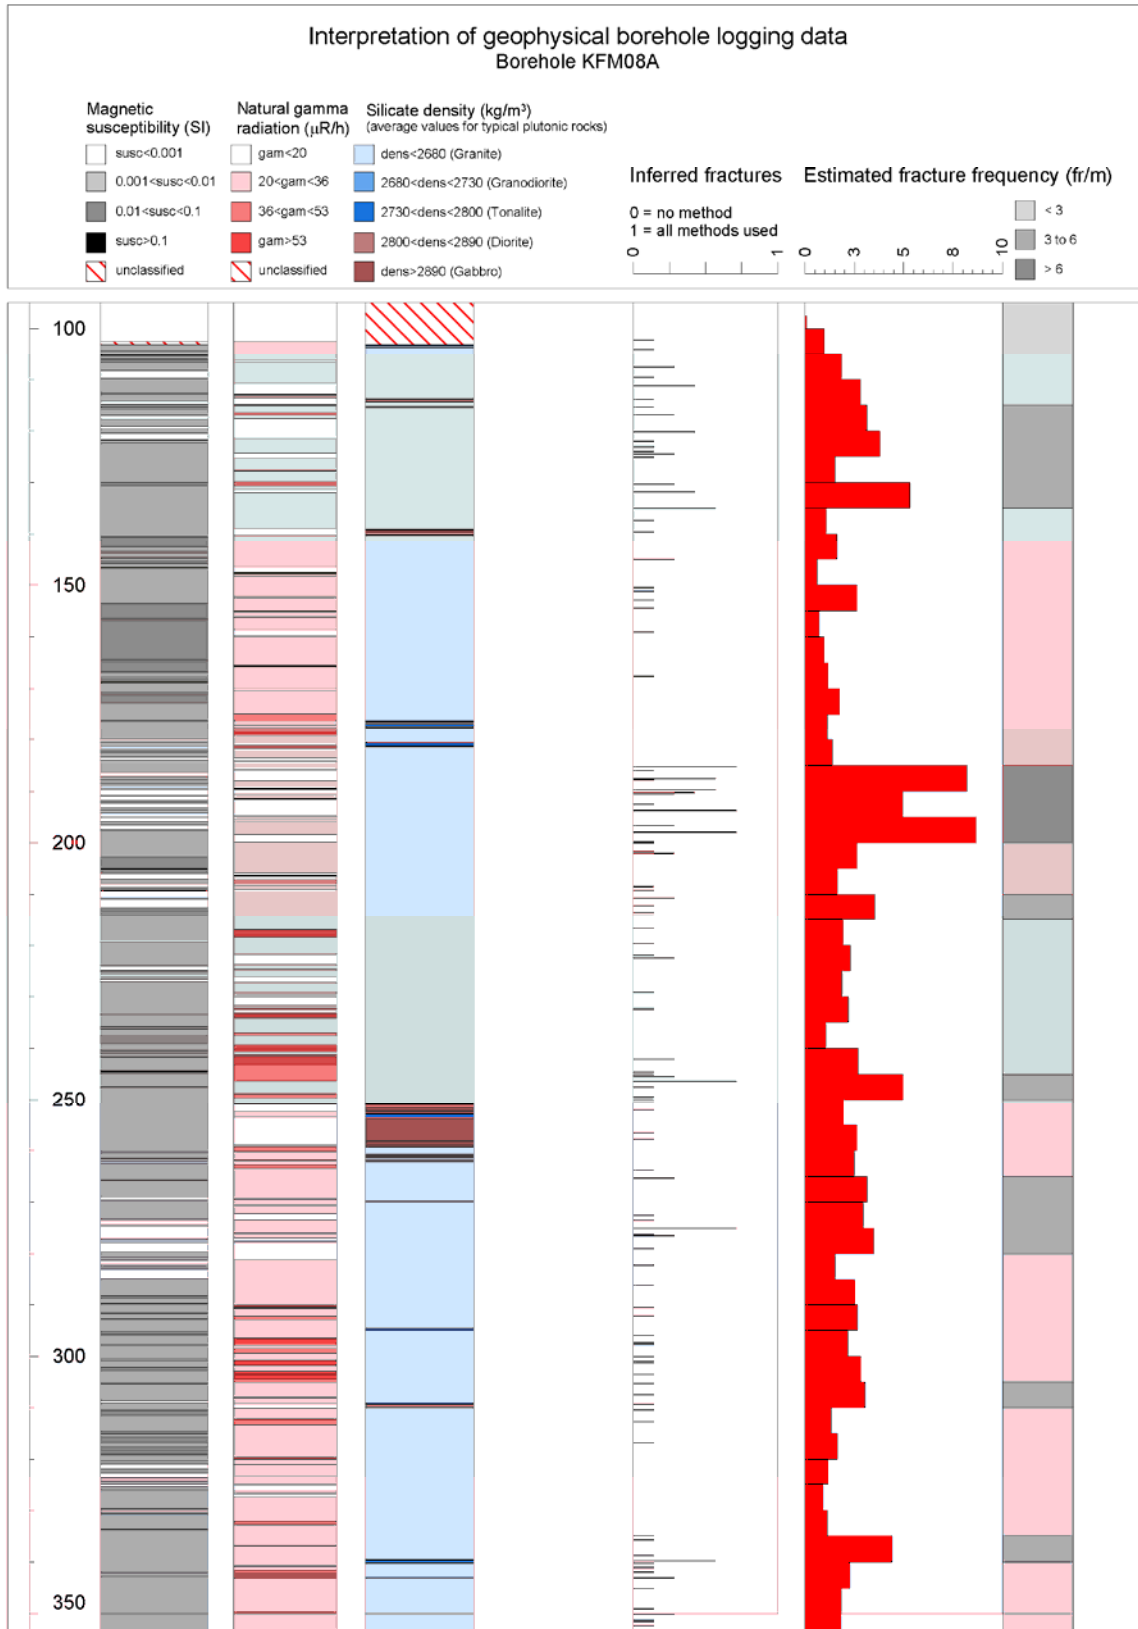 Interpretation of geophysical borehole logging data
Borehole KFM08A
Magnetic
susceptibility (SI)
susc<0.001
0.001<susc<0.01
0.01<susc<0.1
susc>0.1
unclassified
Natural gamma
radiation (µR/h)
gam<20
20<gam<36
36<gam<53
gam>53
unclassified
Silicate density (kg/m³)
(average values for typical plutonic rocks)
dens<2680 (Granite)
2680<dens<2730 (Granodiorite)
2730<dens<2800 (Tonalite)
2800<dens<2890 (Diorite)
dens>2890 (Gabbro)
Inferred fractures
0 = no method
1 = all methods used
0 1
Estimated fracture frequency (fr/m)
0 3 5 8 10
< 3
3 to 6
> 6
100
150
200
250
300
350